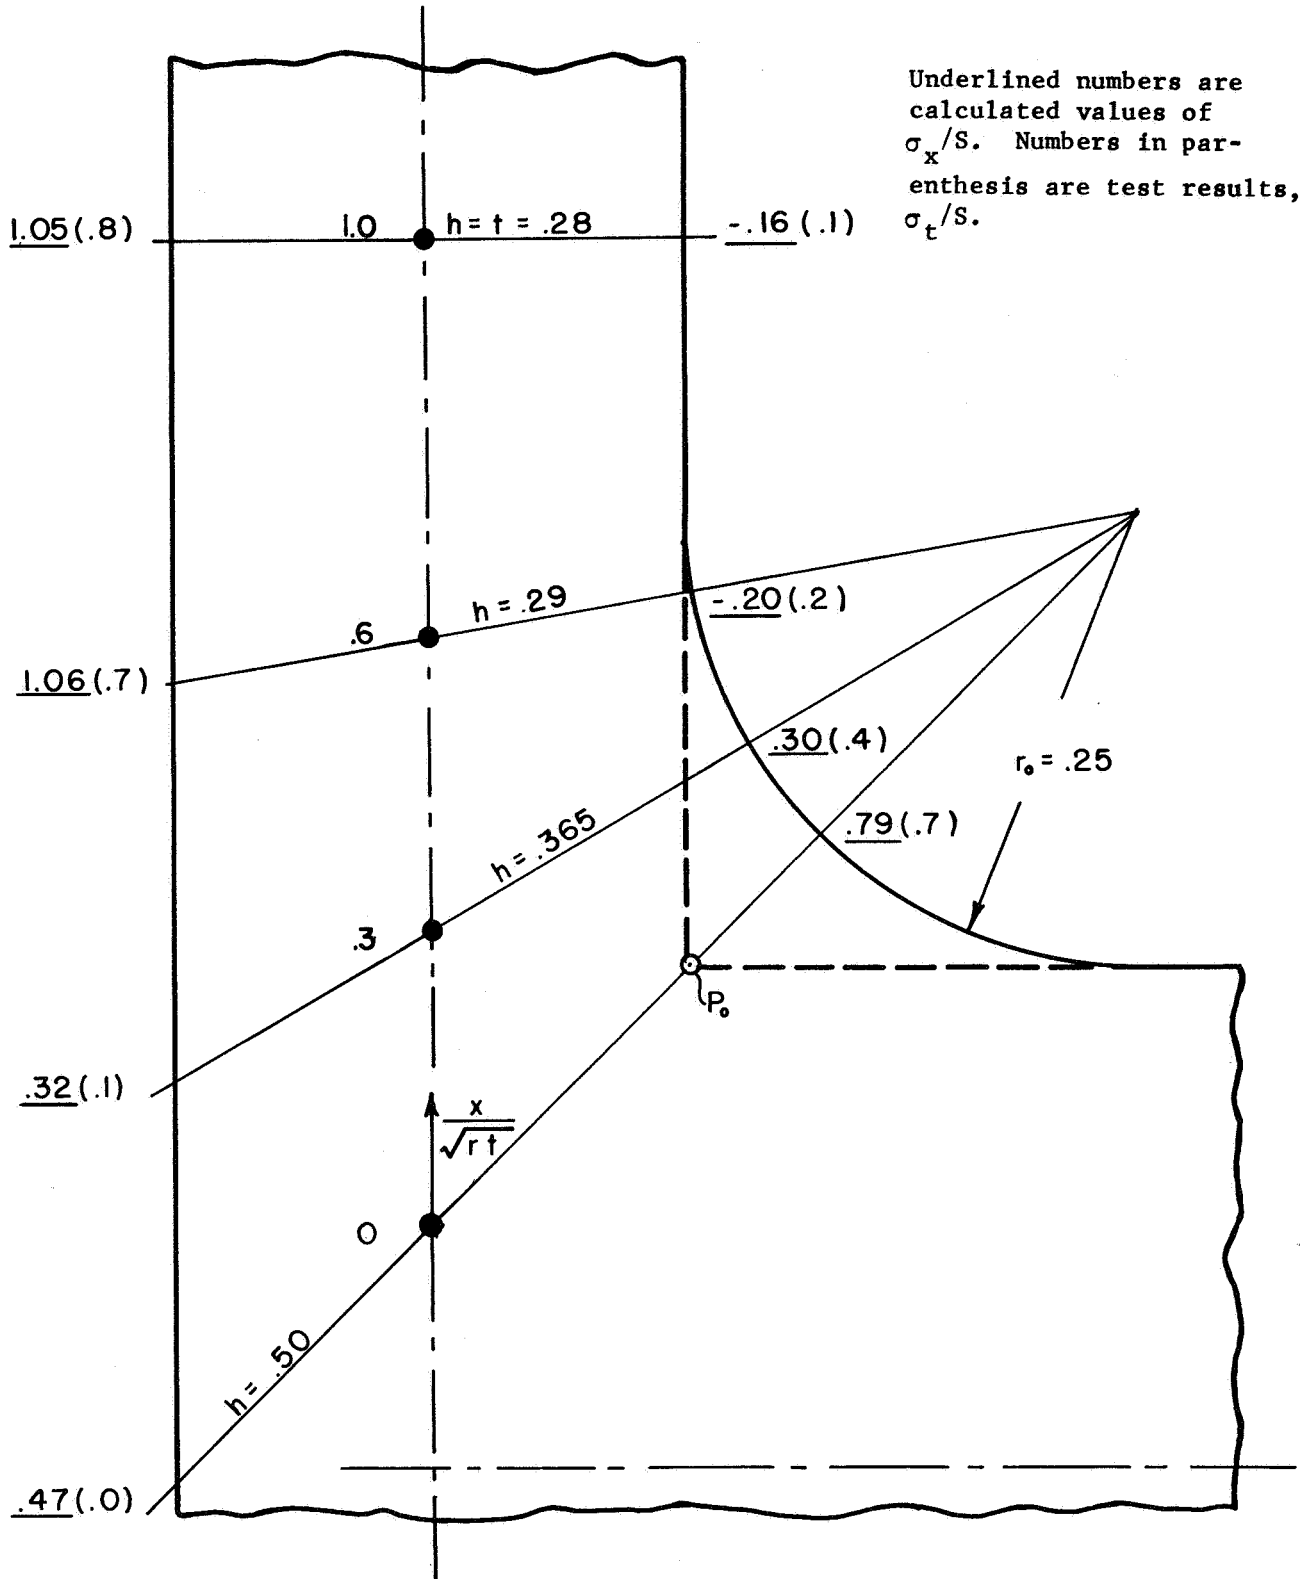 Underlined numbers are
calculated values of
σx/S. Numbers in par-
enthesis are test results,
σt/S.
1.05(.8)
1.0
h = t = .28
-.16 (.1)
h = .29
-.20(.2)
.6
1.06(.7)
.30(.4)
r₀ = .25
h = .365
.79(.7)
.3
P₀
.32(.1)
x
√rt
0
h = .50
.47(.0)